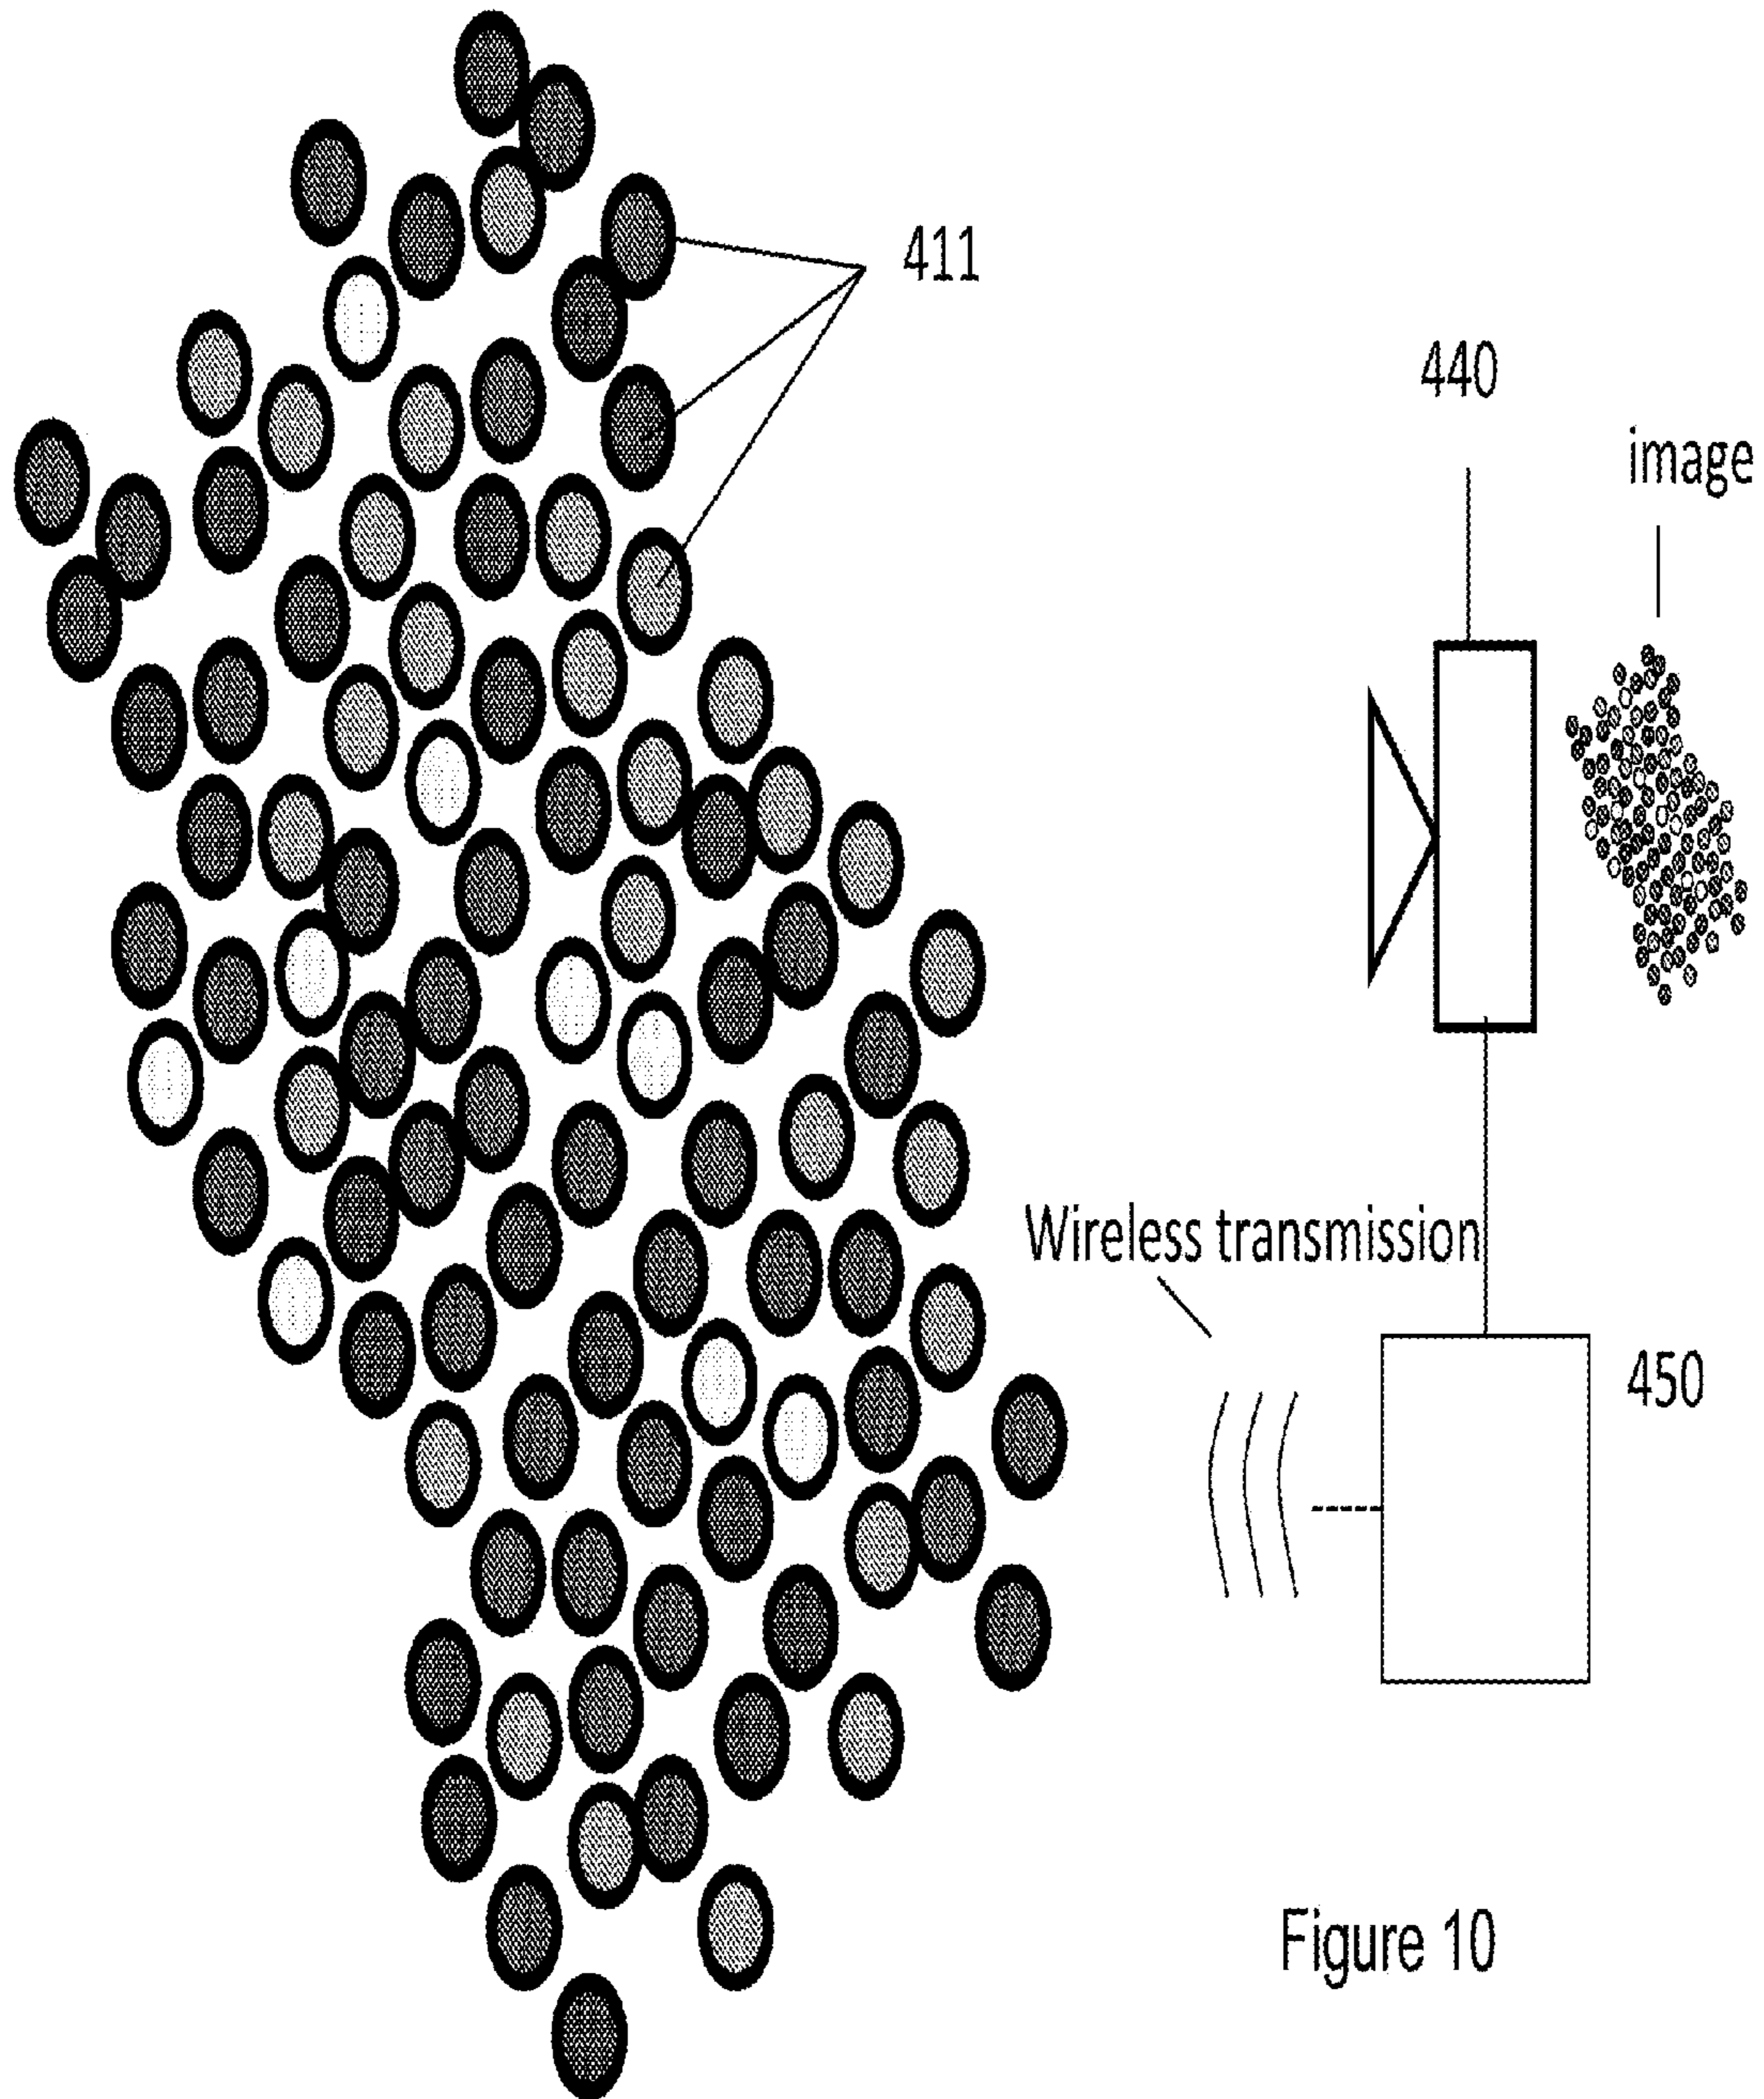 411
440
image
Wireless transmission
450
Figure 10